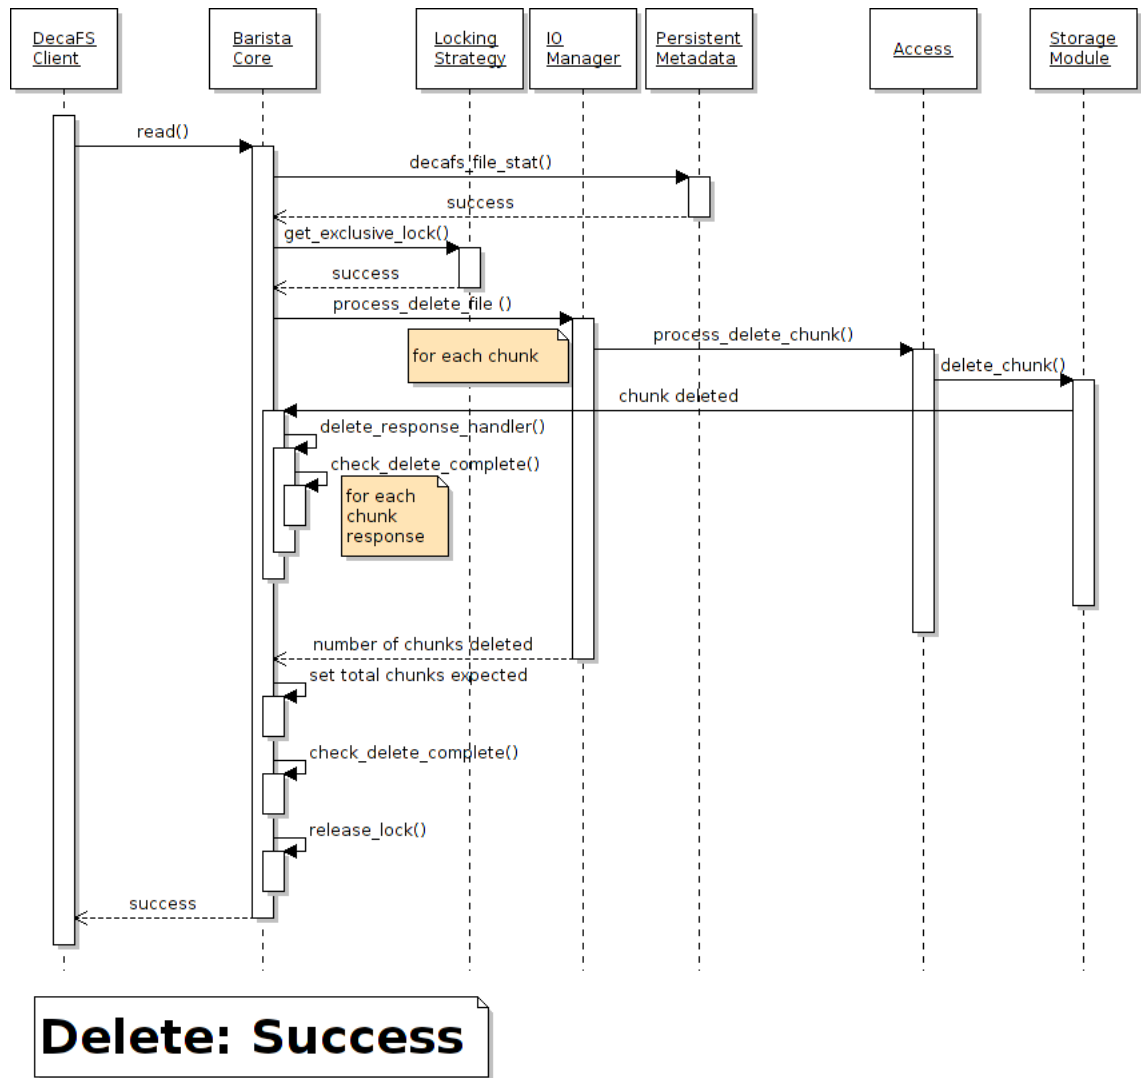 DecaFS
Client
Barista
Core
Locking
Strategy
IO
Manager
Persistent
Metadata
Access
Storage
Module
read()
decafs_file_stat()
success
get_exclusive_lock()
success
process_delete_file ()
for each chunk
process_delete_chunk()
delete_chunk()
chunk deleted
delete_response_handler()
check_delete_complete()
for each
chunk
response
number of chunks deleted
set total chunks expected
check_delete_complete()
release_lock()
success
Delete: Success